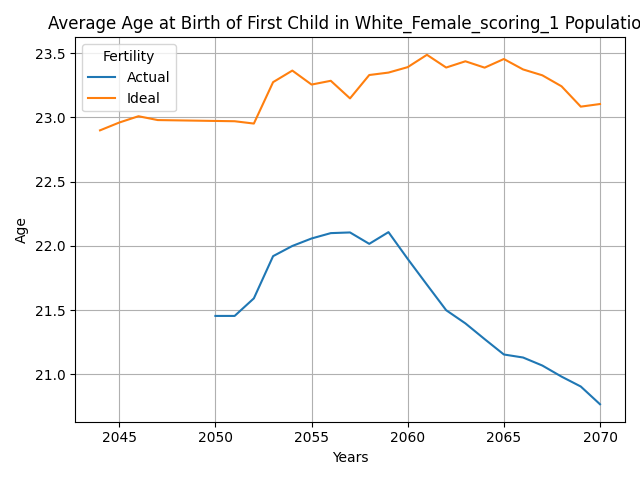 Average Age at Birth of First Child in White_Female_scoring_1 Populatio
Fertility
Actual
Ideal
23.5
23.0
22.5
22.0
21.5
21.0
Age
2045 2050 2055 2060 2065 2070
Years